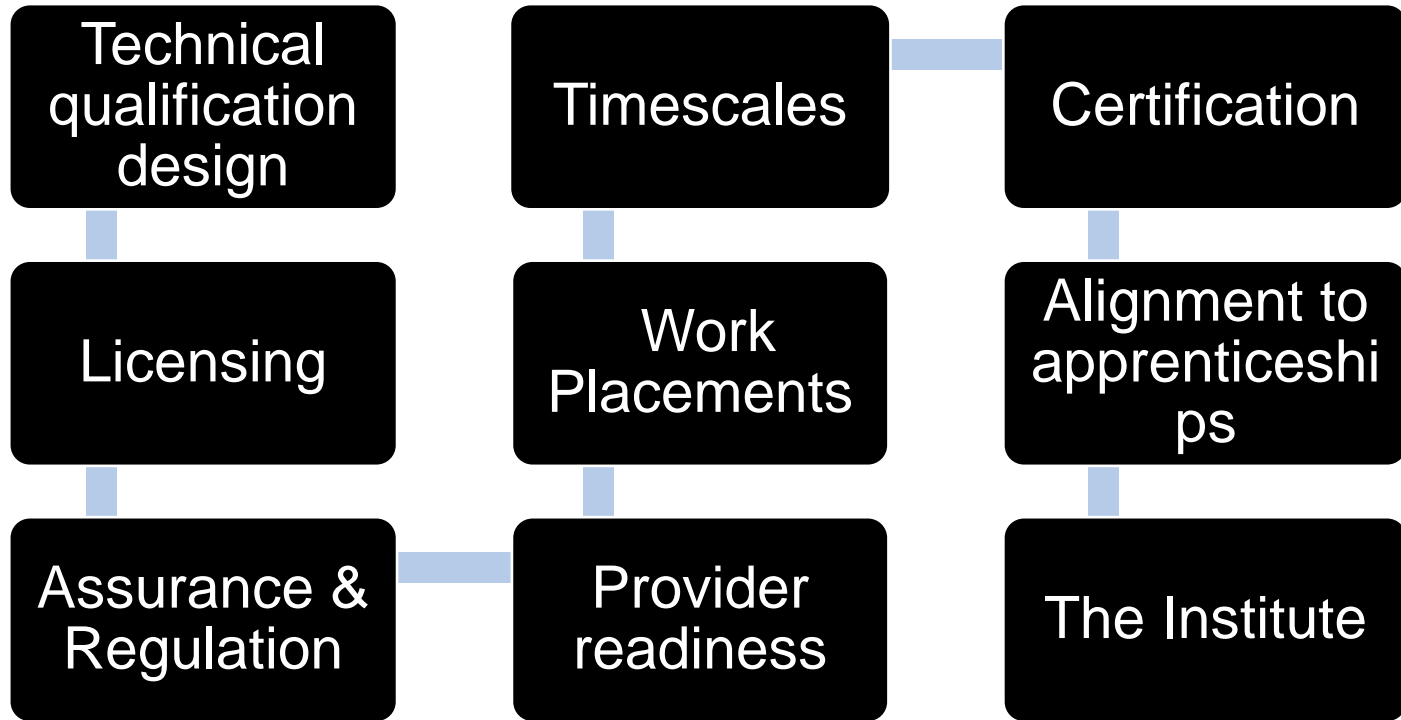 Technical
qualification
design
Licensing
Assurance &
Regulation
Provider
readiness
Work
Placements
Timescales
Certification
Alignment to
apprenticeshi
ps
The Institute